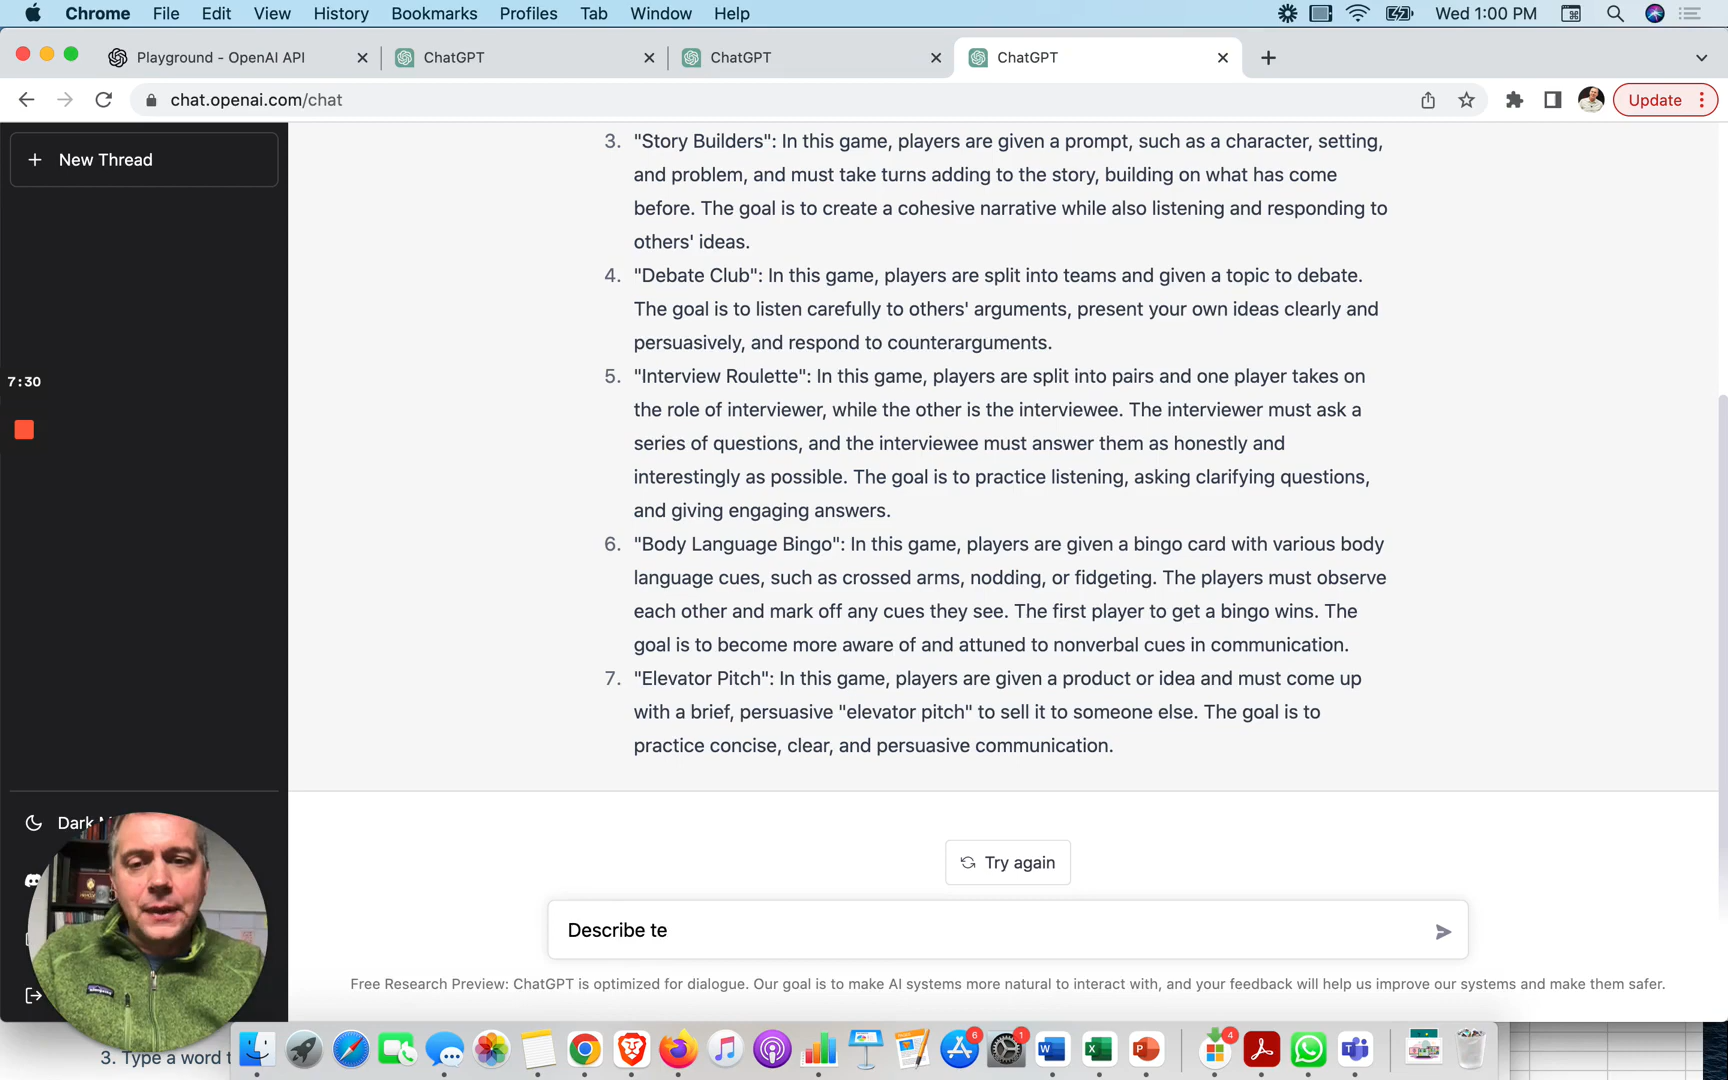 Chrome File Edit View History Bookmarks Profiles Tab Window Help Wed 1:00 PM
Playground - OpenAI API ChatGPT ChatGPT ChatGPT
chat.openai.com/chat Update
New Thread
3. "Story Builders": In this game, players are given a prompt, such as a character, setting,
and problem, and must take turns adding to the story, building on what has come
before. The goal is to create a cohesive narrative while also listening and responding to
others' ideas.
4. "Debate Club": In this game, players are split into teams and given a topic to debate.
The goal is to listen carefully to others' arguments, present your own ideas clearly and
persuasively, and respond to counterarguments.
5. "Interview Roulette": In this game, players are split into pairs and one player takes on
the role of interviewer, while the other is the interviewee. The interviewer must ask a
series of questions, and the interviewee must answer them as honestly and
interestingly as possible. The goal is to practice listening, asking clarifying questions,
and giving engaging answers.
6. "Body Language Bingo": In this game, players are given a bingo card with various body
language cues, such as crossed arms, nodding, or fidgeting. The players must observe
each other and mark off any cues they see. The first player to get a bingo wins. The
goal is to become more aware of and attuned to nonverbal cues in communication.
7. "Elevator Pitch": In this game, players are given a product or idea and must come up
with a brief, persuasive "elevator pitch" to sell it to someone else. The goal is to
practice concise, clear, and persuasive communication.
7:30
Dark
Try again
Describe te
Free Research Preview: ChatGPT is optimized for dialogue. Our goal is to make AI systems more natural to interact with, and your feedback will help us improve our systems and make them safer.
3. Type a word t
6 1 4
W X P T